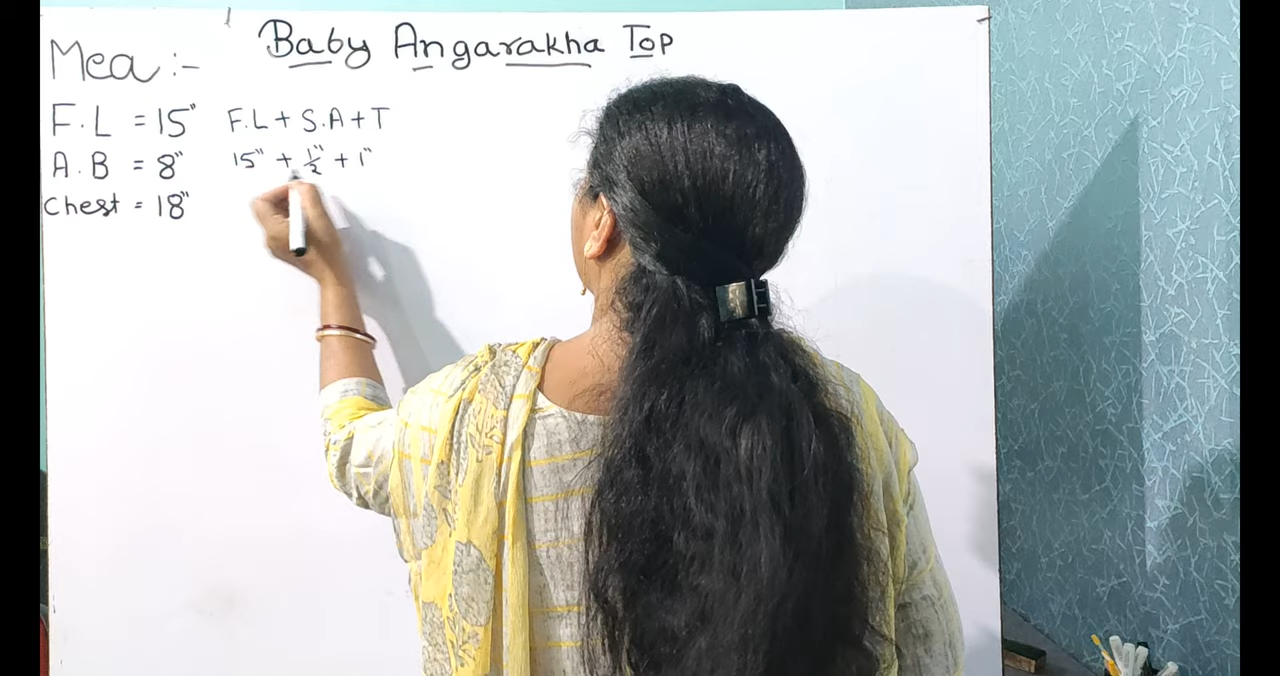 Baby Angarakha Top
Mea :-
F.L = 15" F.L + S.A + T
A.B = 8" 15" + 1/2" + 1"
Chest = 18"